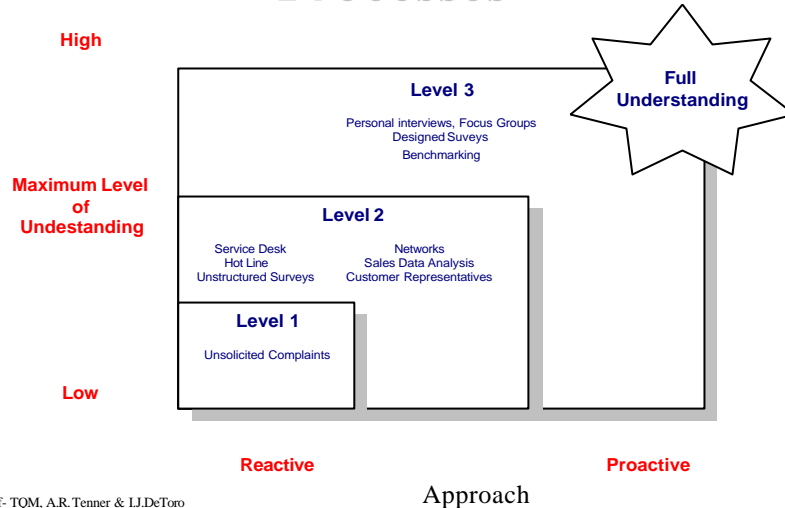 High
Full
Understanding
Level 3
Personal interviews, Focus Groups
Designed Suveys
Benchmarking
Maximum Level
of
Undestanding
Level 2
Service Desk
Hot Line
Unstructured Surveys
Networks
Sales Data Analysis
Customer Representatives
Level 1
Unsolicited Complaints
Low
Reactive
Proactive
Approach
f- TQM, A.R. Tenner & I.J.DeToro